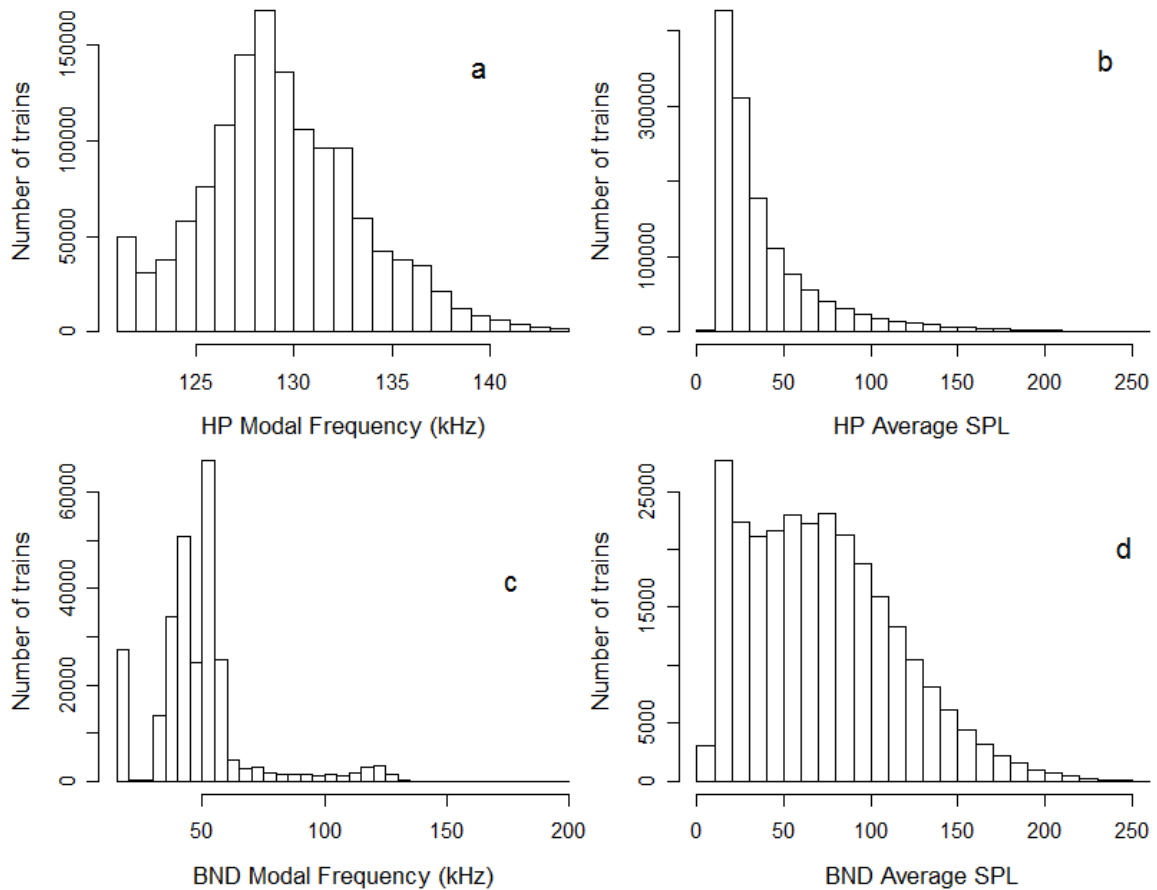 a
Number of trains
0
50000
100000
150000
125
130
135
140
HP Modal Frequency (kHz)
b
Number of trains
0
100000
300000
0
50
100
150
200
250
HP Average SPL
c
Number of trains
0
20000
40000
60000
50
100
150
200
BND Modal Frequency (kHz)
d
Number of trains
0
5000
15000
25000
0
50
100
150
200
250
BND Average SPL